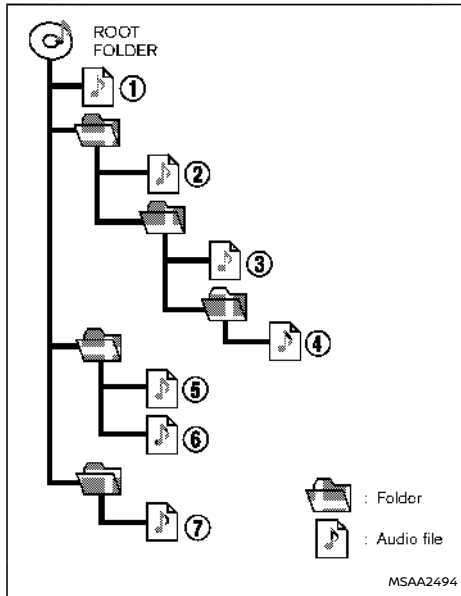 ROOT
FOLDER
①
②
③
④
⑤
⑥
⑦
: Folder
: Audio file
MSAA2494